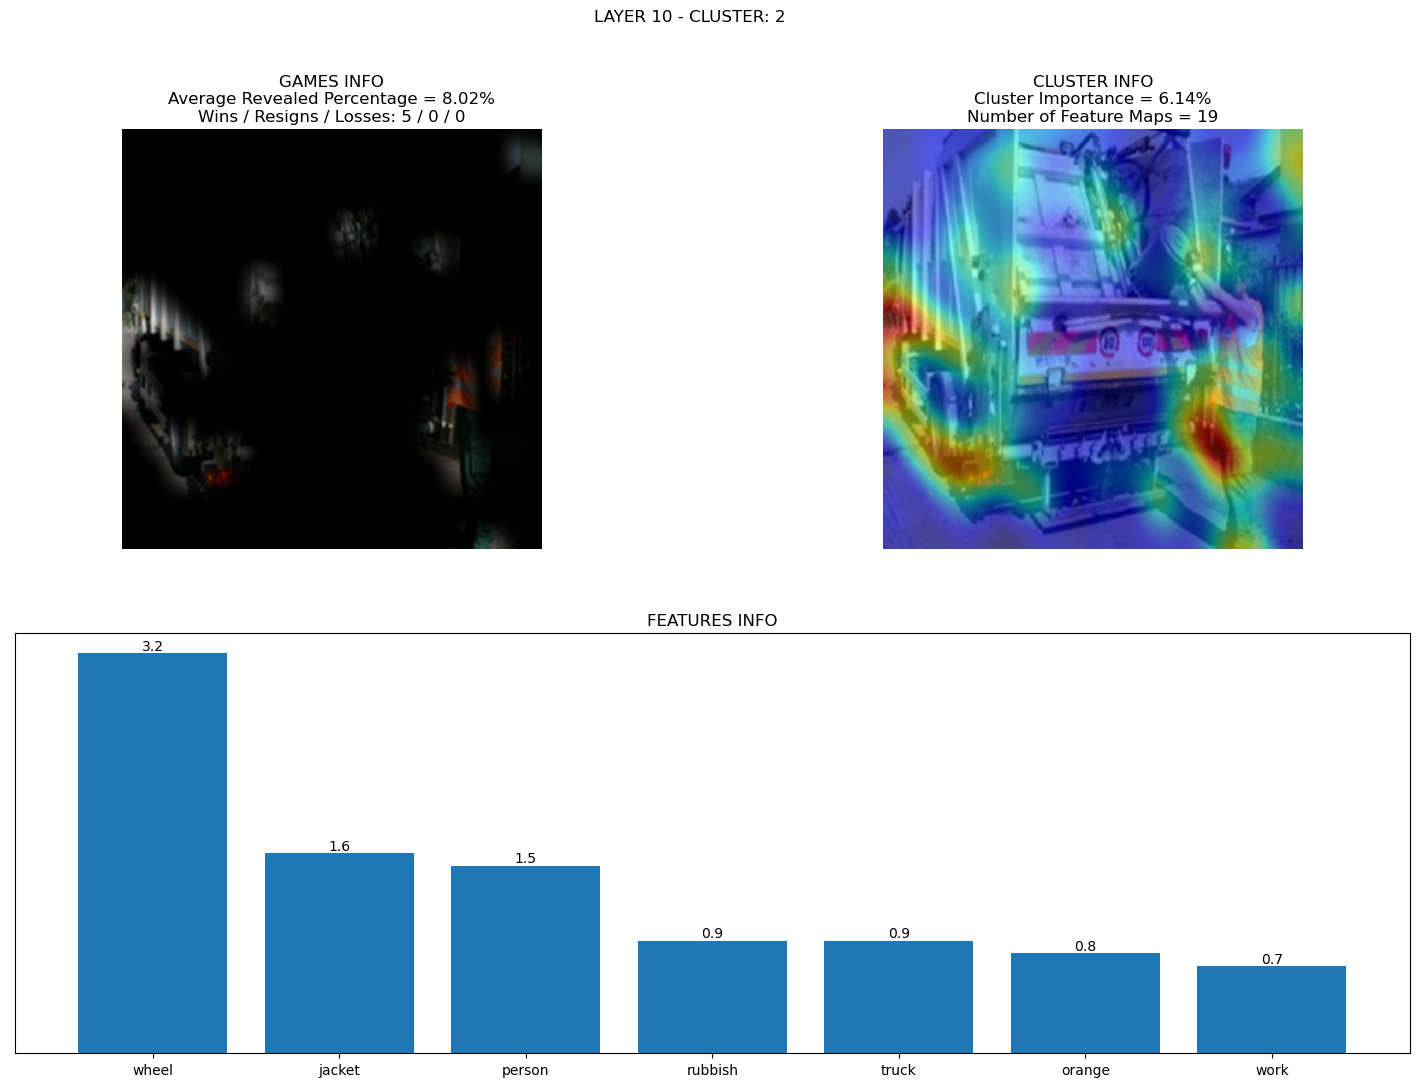 LAYER 10 - CLUSTER: 2
GAMES INFO
Average Revealed Percentage = 8.02%
Wins / Resigns / Losses: 5 / 0 / 0
CLUSTER INFO
Cluster Importance = 6.14%
Number of Feature Maps = 19
FEATURES INFO
3.2
1.6
1.5
0.9
0.9
0.8
0.7
wheel
jacket
person
rubbish
truck
orange
work